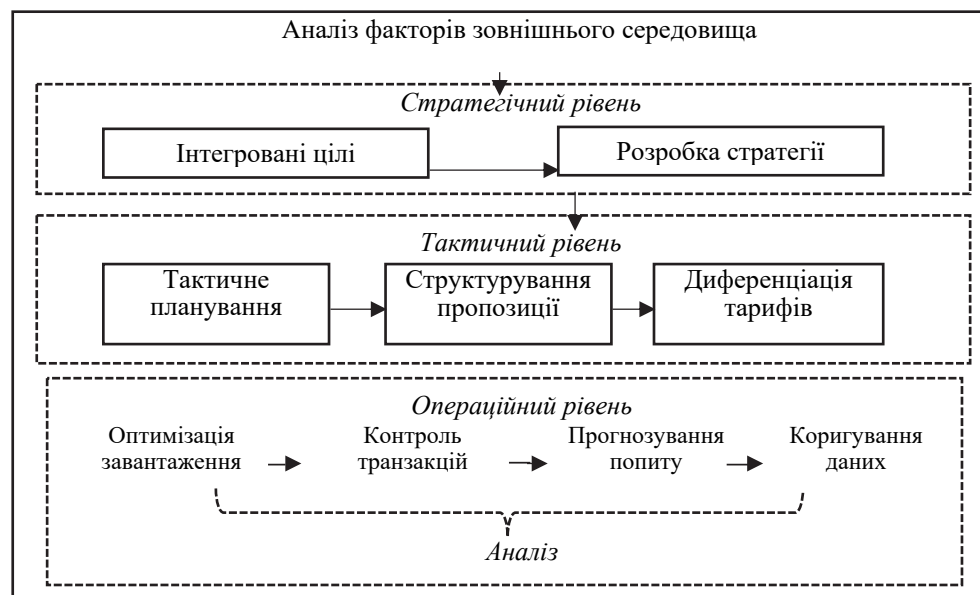 Аналіз факторів зовнішнього середовища
Стратегічний рівень
Інтегровані цілі
Розробка стратегії
Тактичний рівень
Тактичне
планування
Структурування
пропозиції
Диференціація
тарифів
Операційний рівень
Оптимізація
завантаження
Контроль
транзакцій
Прогнозування
попиту
Коригування
даних
Аналіз